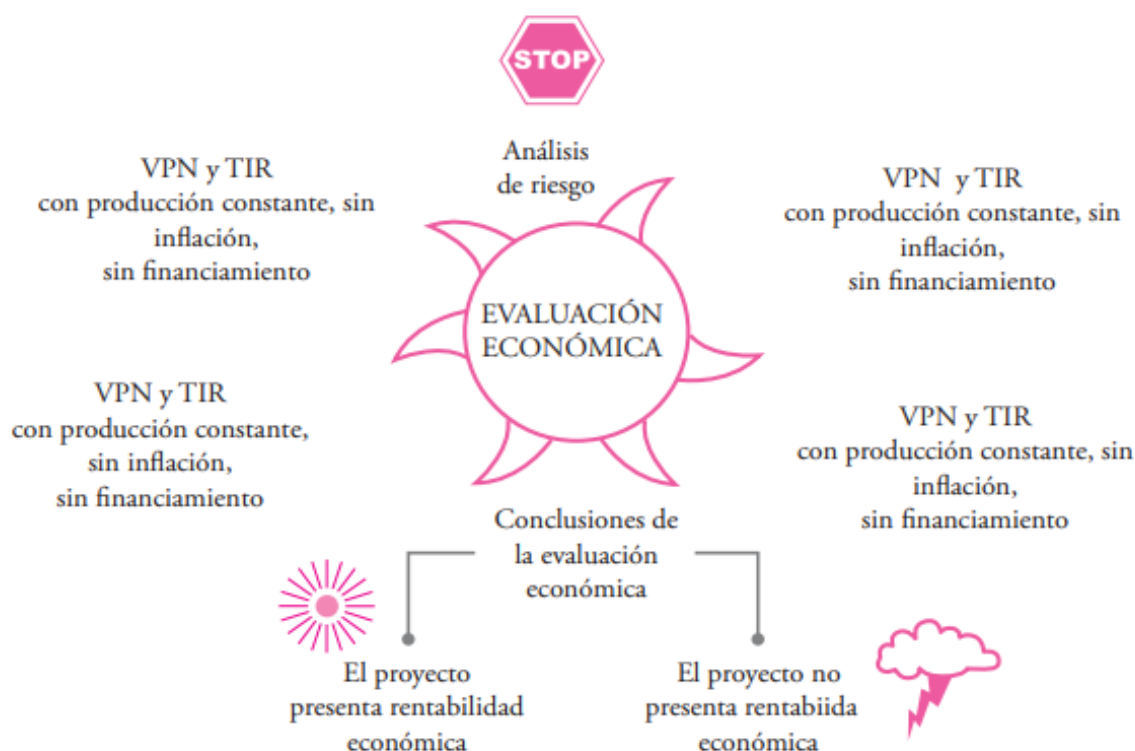 STOP
Análisis
de riesgo
VPN y TIR
con producción constante, sin
inflación,
sin financiamiento
VPN y TIR
con producción constante, sin
inflación,
sin financiamiento
EVALUACIÓN
ECONÓMICA
VPN y TIR
con producción constante,
sin inflación,
sin financiamiento
VPN y TIR
con producción constante, sin
inflación,
sin financiamiento
Conclusiones de
la evaluación
económica
El proyecto
presenta rentabilidad
económica
El proyecto no
presenta rentabiida
económica